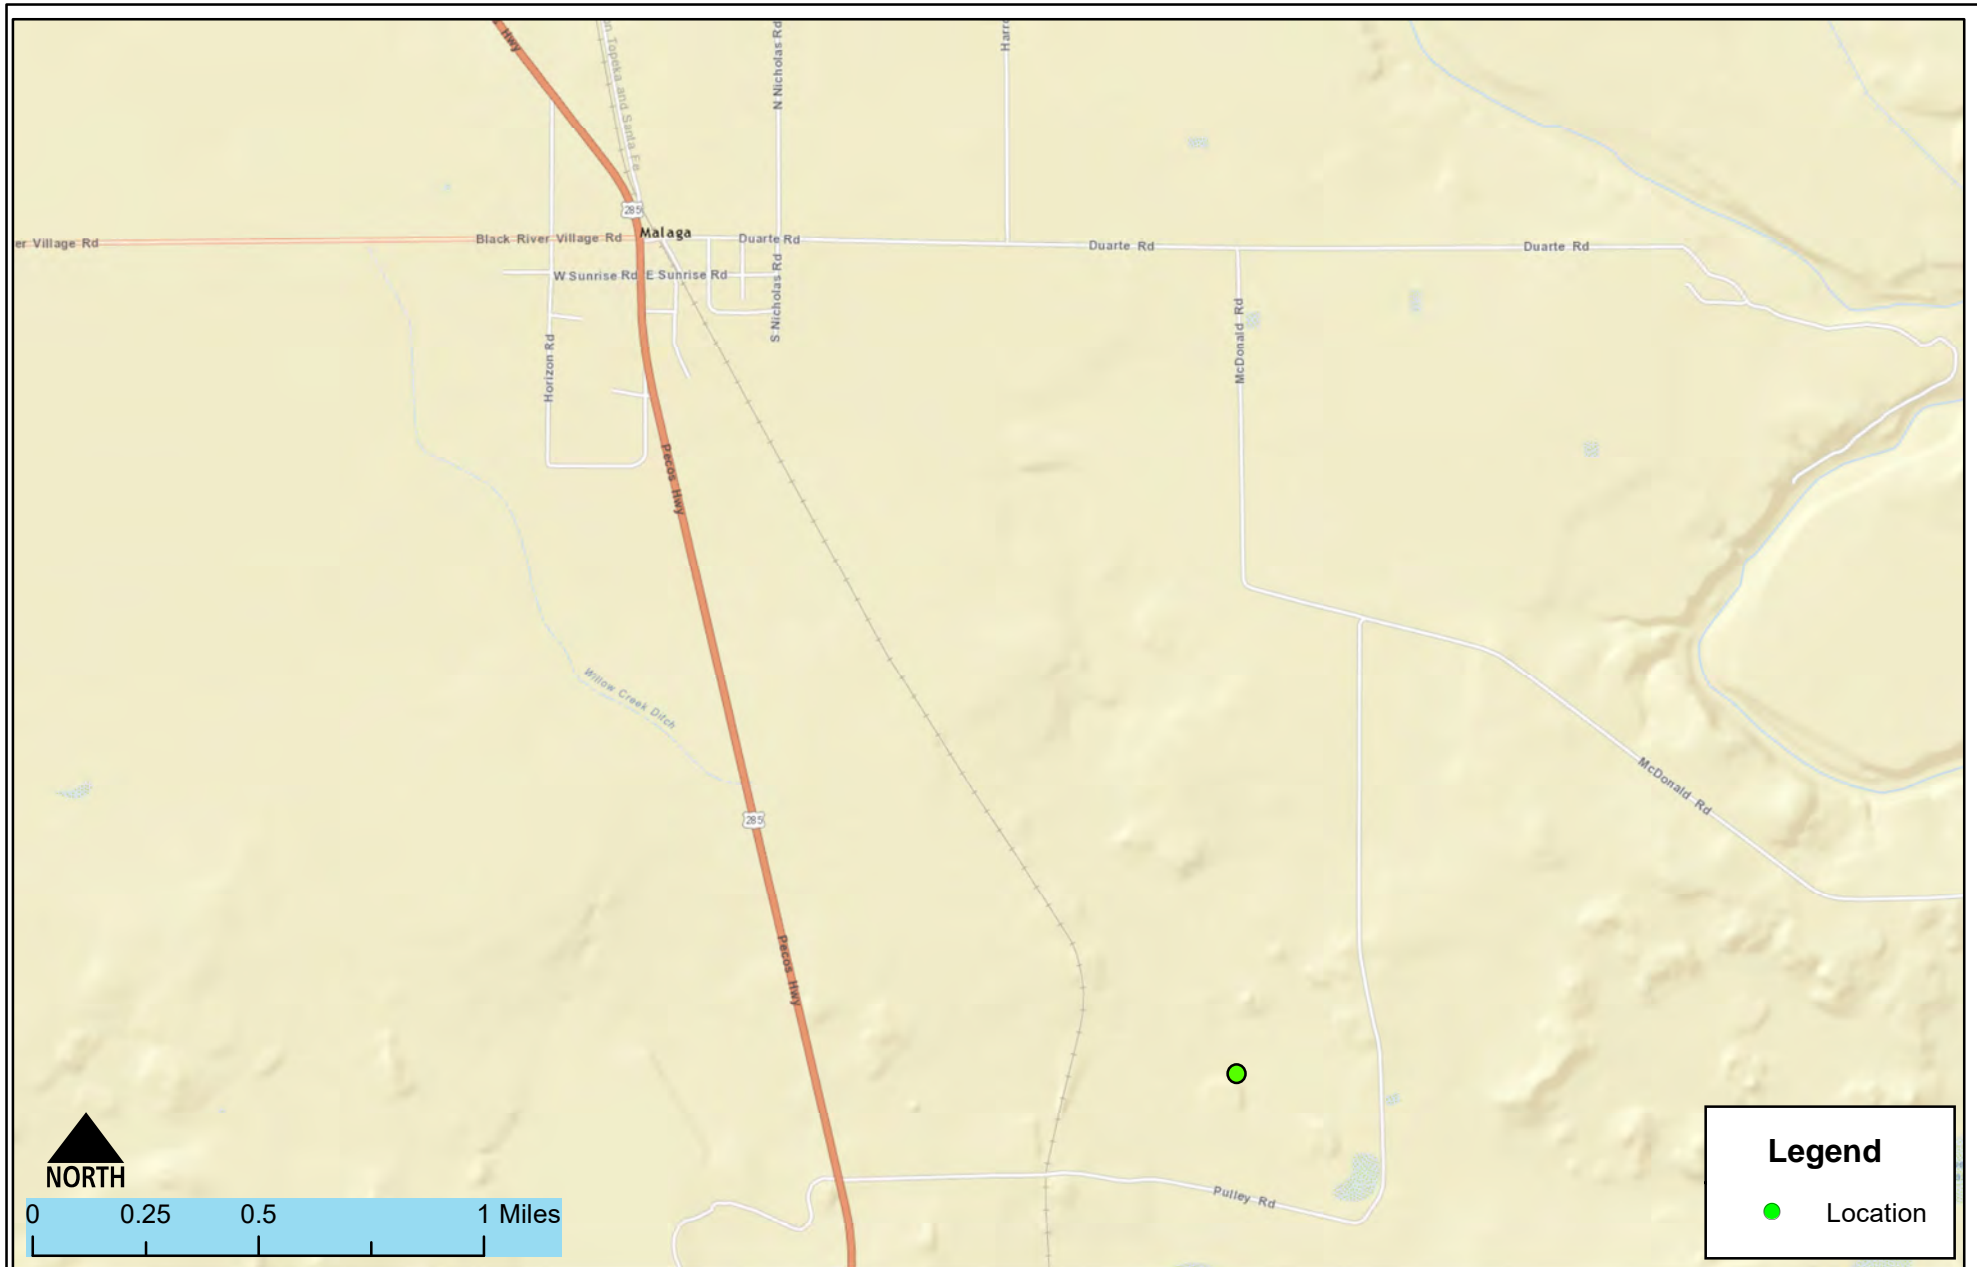 Hwy
n Topeka and Santa Fe
N Nicholas Rd
Harr
285
Malaga
er Village Rd
Black River Village Rd
Duarte Rd
Duarte Rd
Duarte Rd
W Sunrise Rd
E Sunrise Rd
S Nicholas Rd
Horizon Rd
McDonald Rd
Pecos Hwy
Willow Creek Ditch
McDonald Rd
285
Pecos Hwy
Pulley Rd
NORTH
0 0.25 0.5 1 Miles
Legend
Location